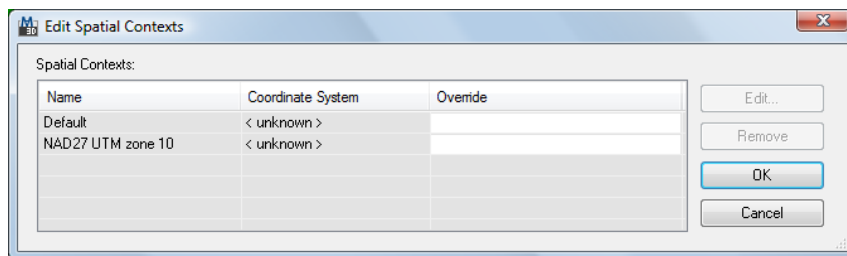 Edit Spatial Contexts
Spatial Contexts:
Name Coordinate System Override
Default < unknown >
NAD27 UTM zone 10 < unknown >
Edit...
Remove
OK
Cancel